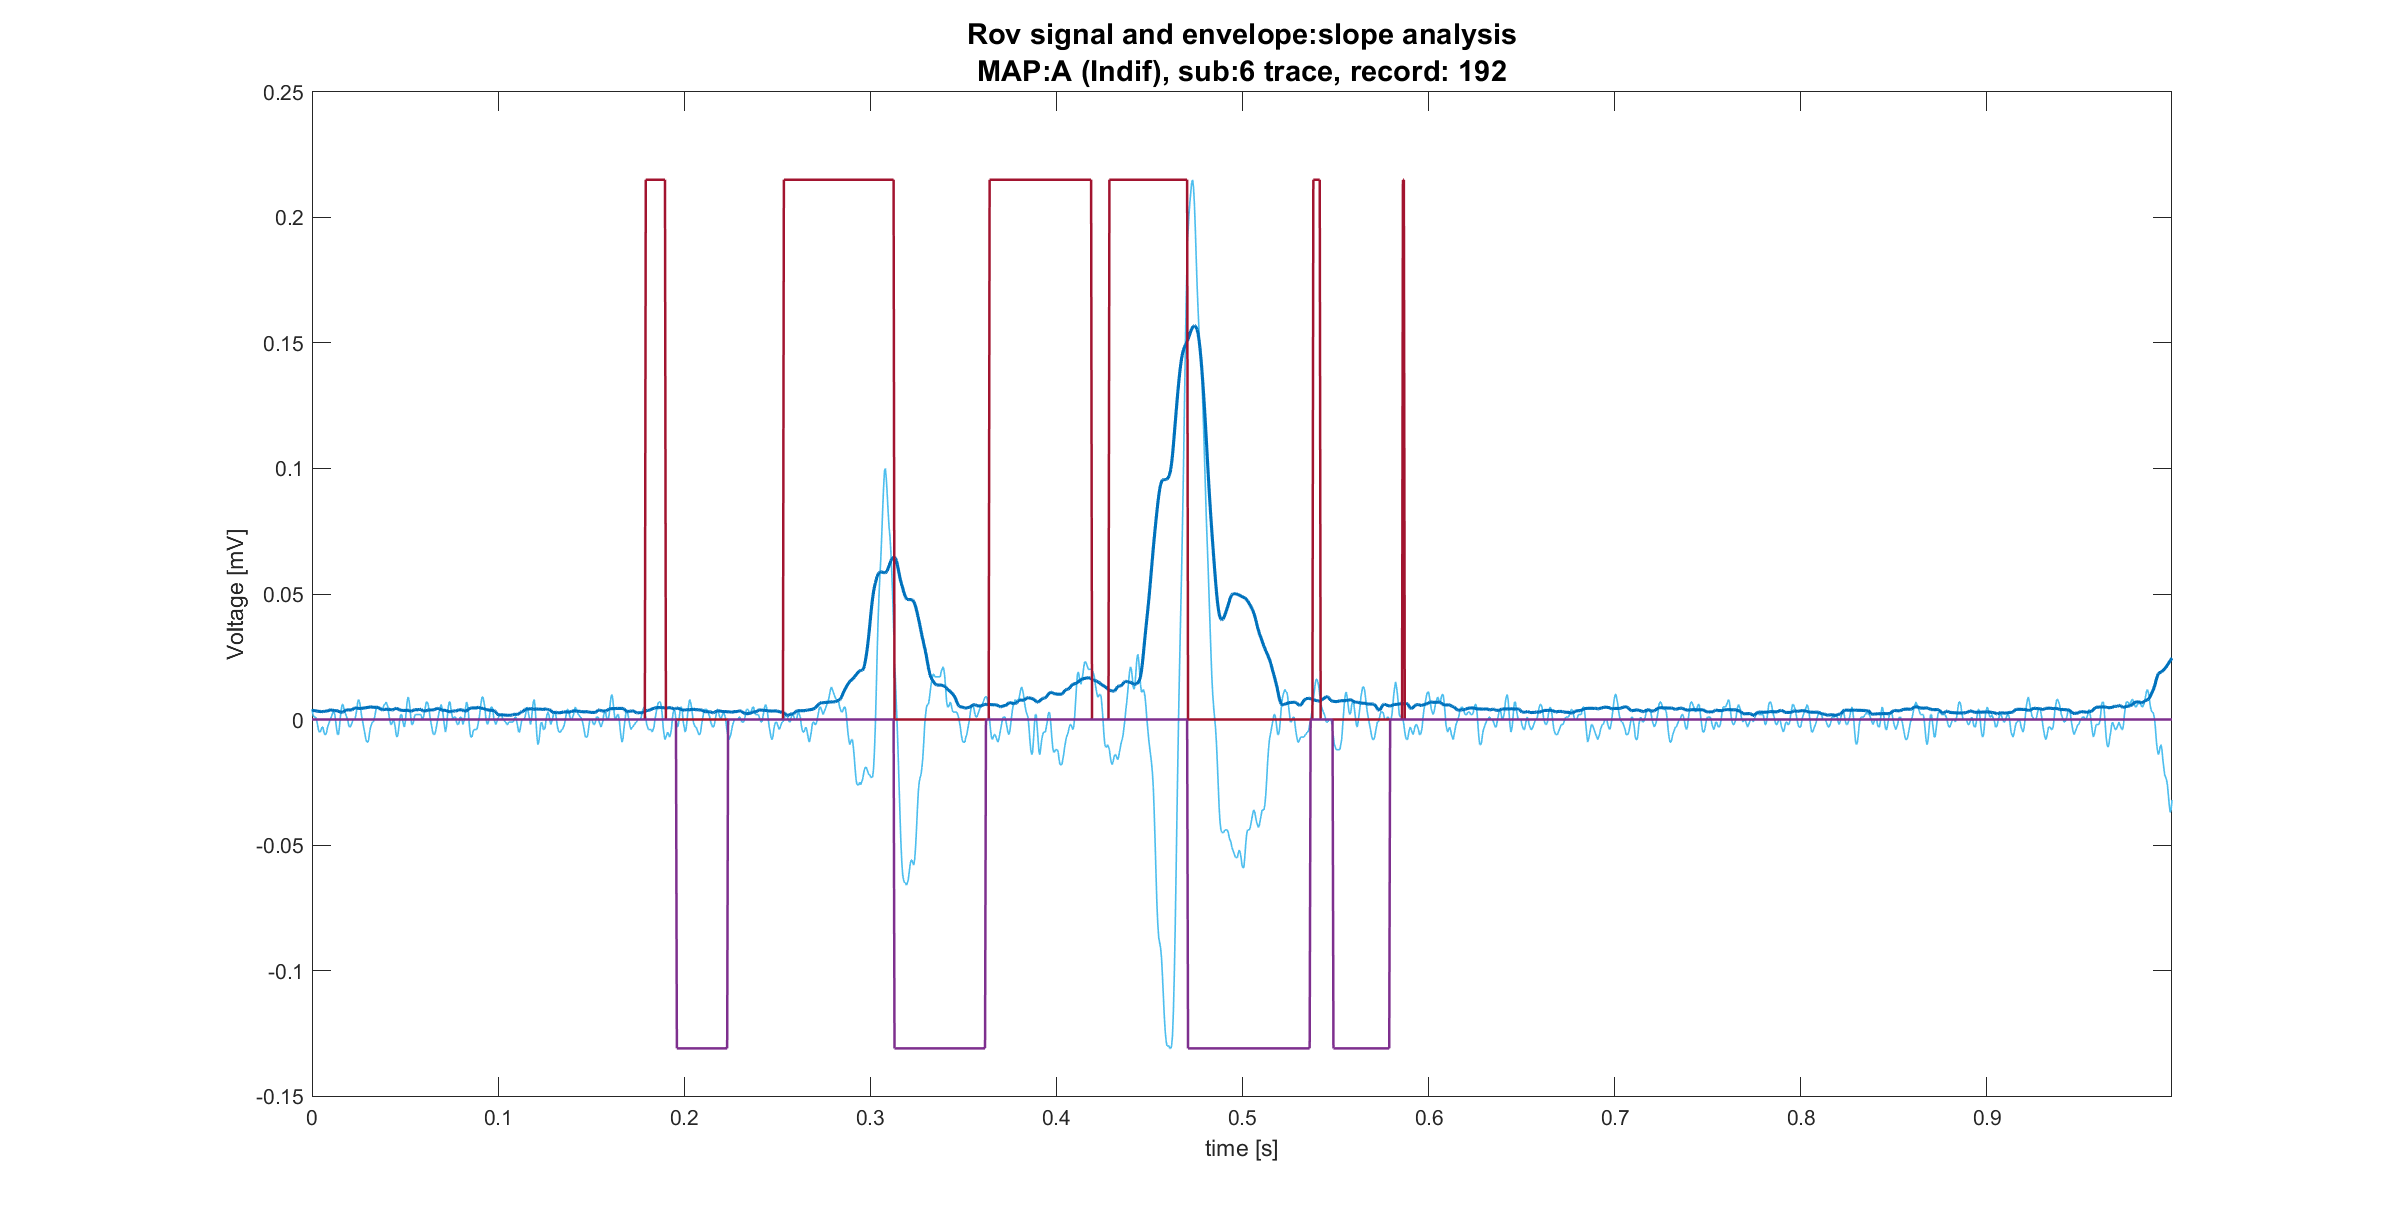 Rov signal and envelope:slope analysis
MAP:A (Indif), sub:6 trace, record: 192
0.25
0.2
0.15
0.1
0.05
0
-0.05
-0.1
-0.15
Voltage [mV]
0 0.1 0.2 0.3 0.4 0.5 0.6 0.7 0.8 0.9
time [s]